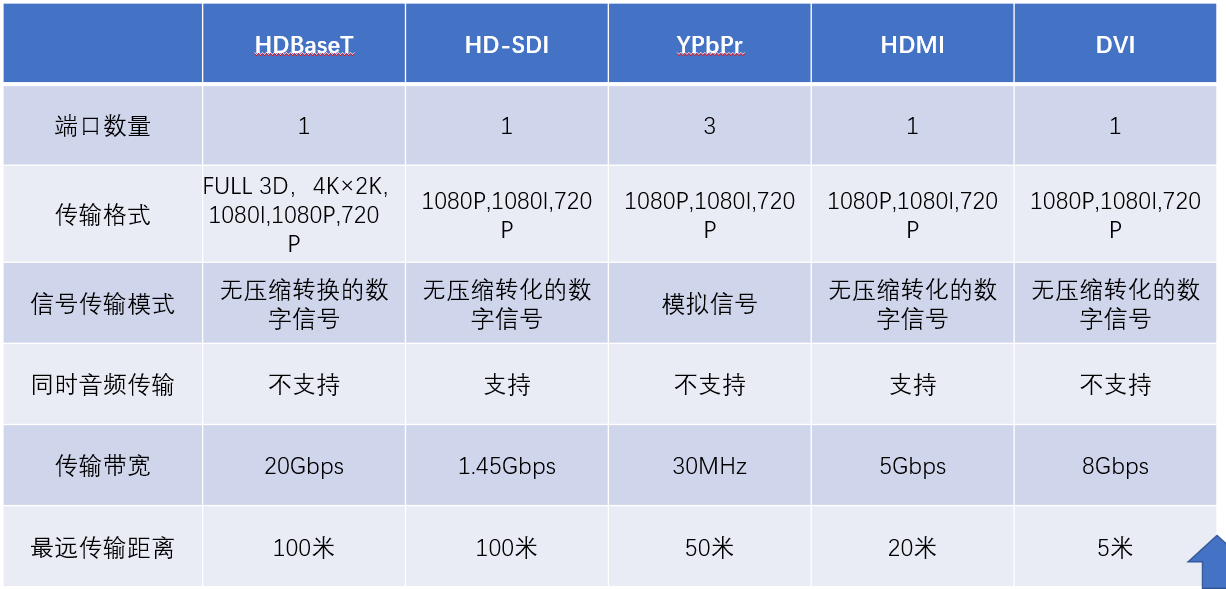 HDBaseT HD-SDI YPbPr HDMI DVI
端口数量 1 1 3 1 1
传输格式
FULL 3D，4K×2K,
1080I,1080P,720
P
1080P,1080I,720
P
1080P,1080I,720
P
1080P,1080I,720
P
1080P,1080I,720
P
信号传输模式
无压缩转换的数
字信号
无压缩转化的数
字信号
模拟信号
无压缩转化的数
字信号
无压缩转化的数
字信号
同时音频传输 不支持 支持 不支持 支持 不支持
传输带宽 20Gbps 1.45Gbps 30MHz 5Gbps 8Gbps
最远传输距离 100米 100米 50米 20米 5米